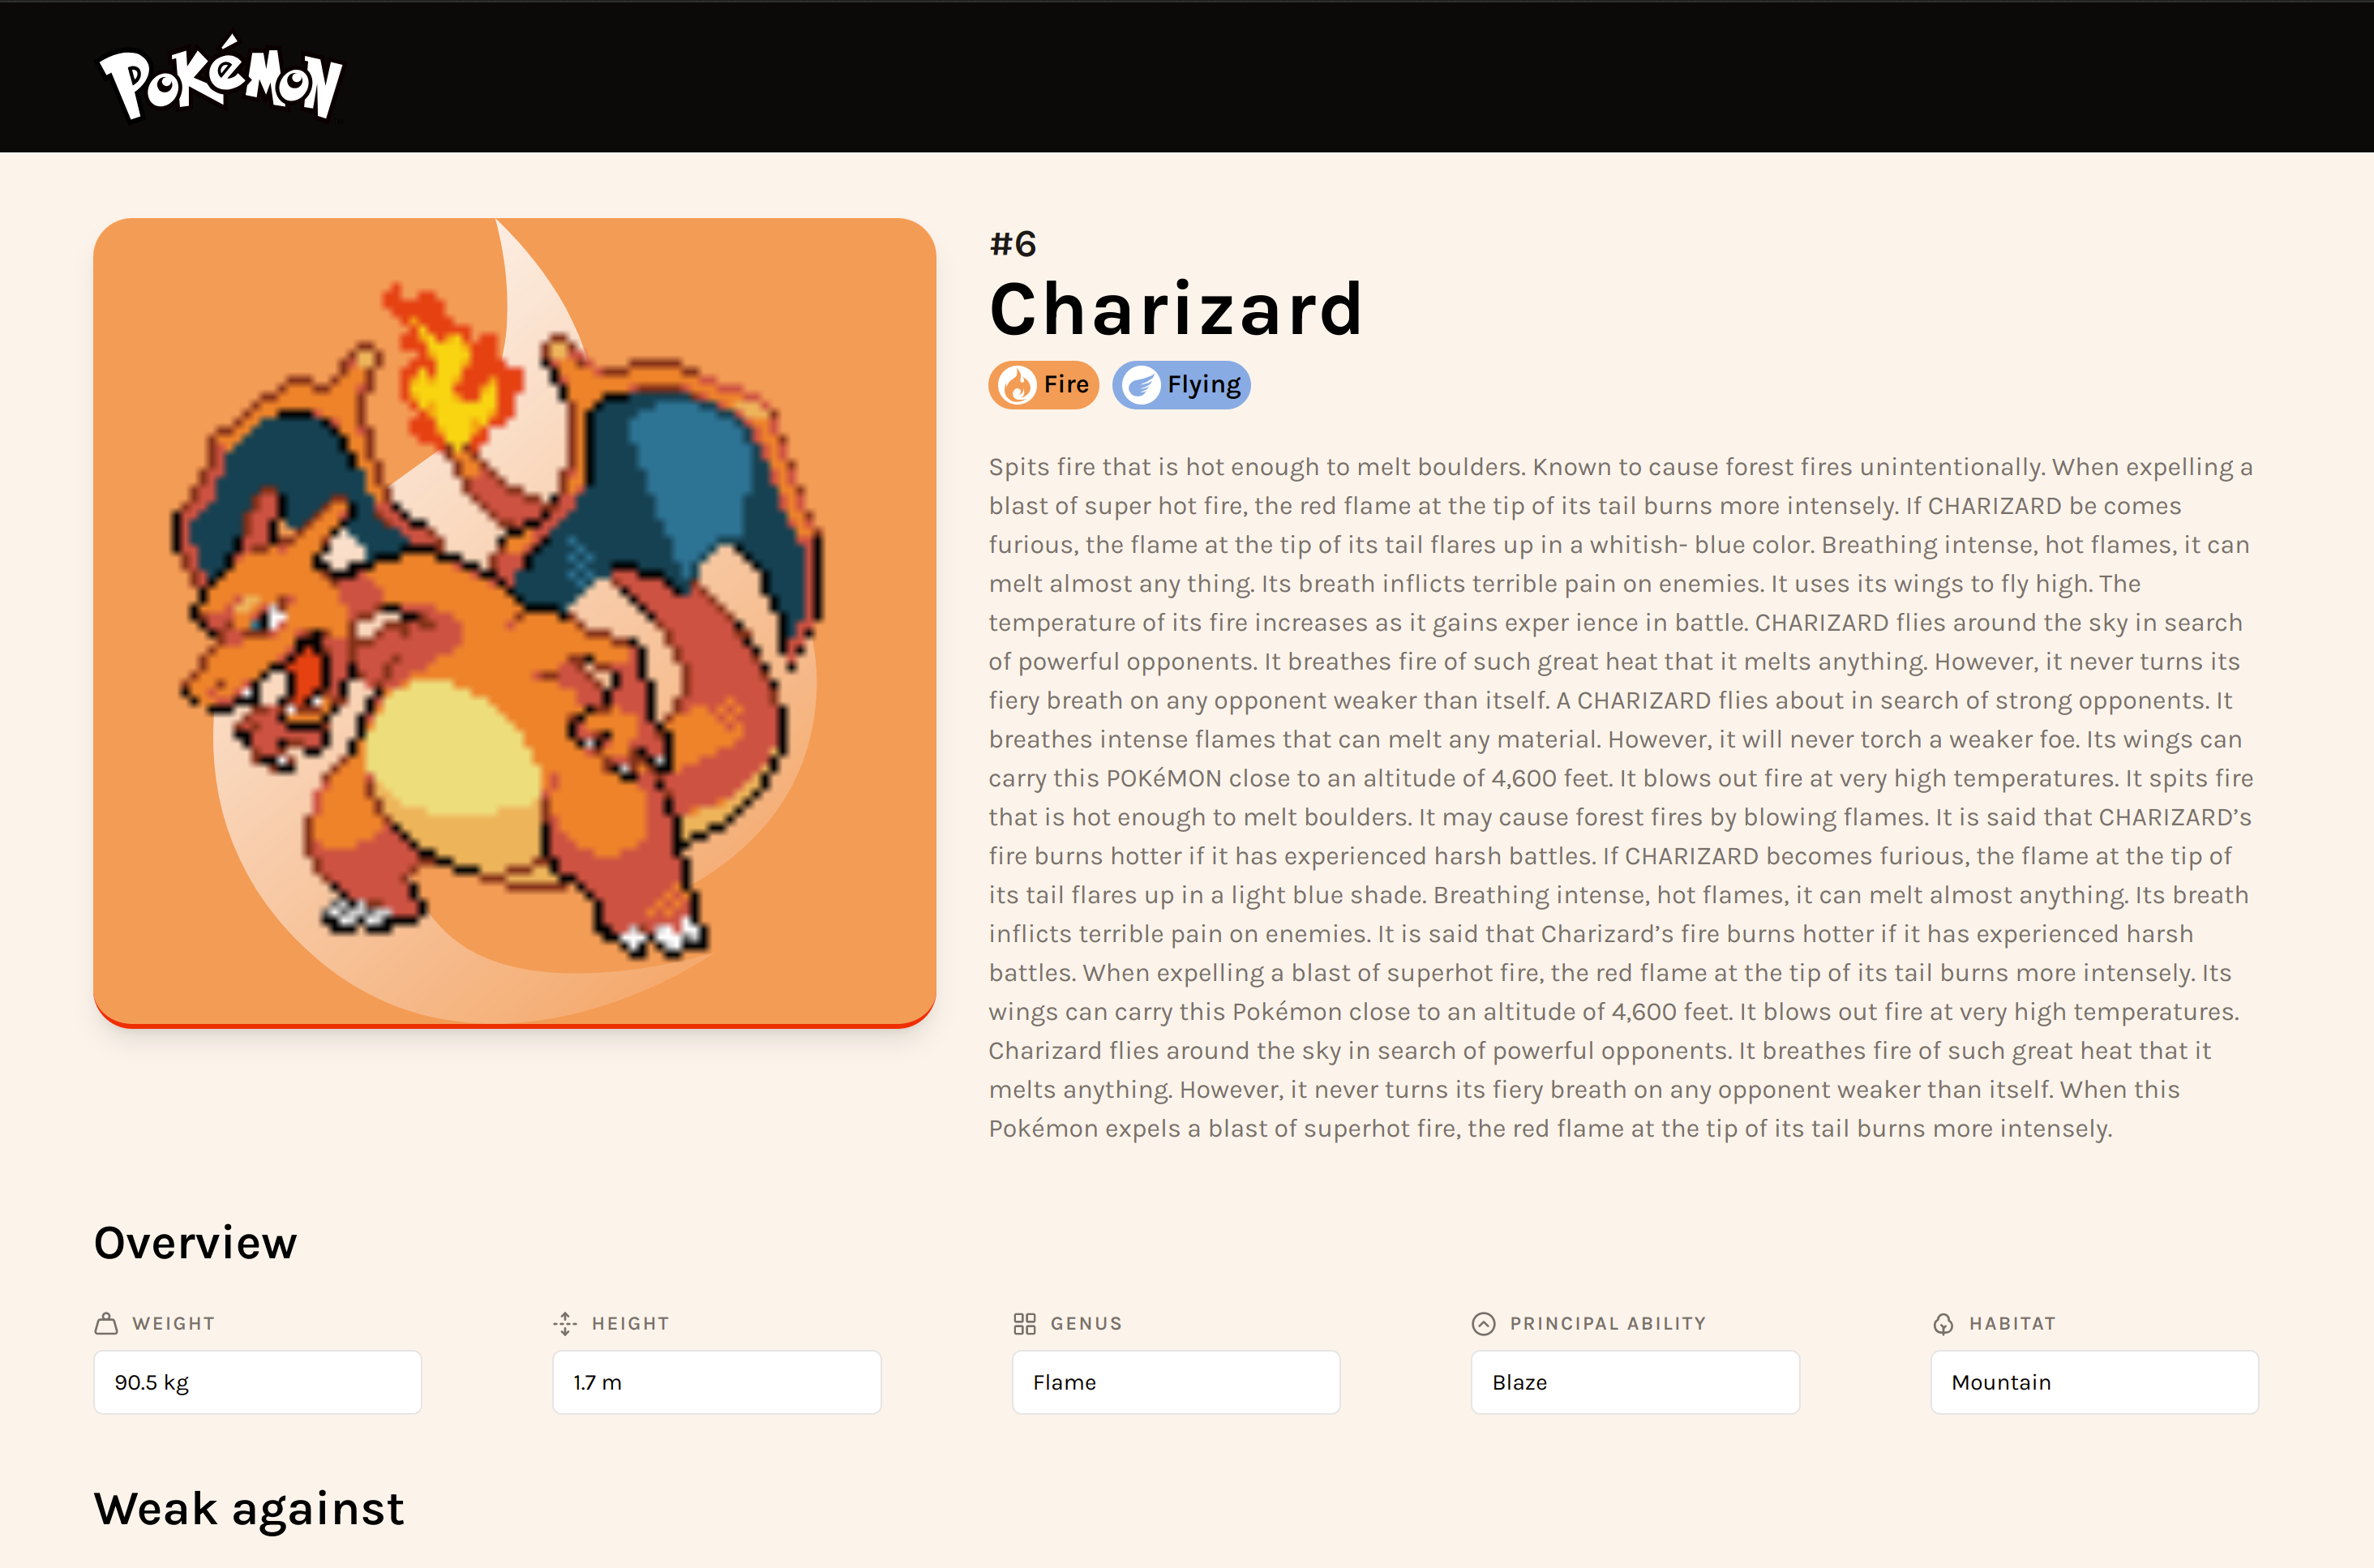 Pokémon
#6
Charizard
Fire Flying
Spits fire that is hot enough to melt boulders. Known to cause forest fires unintentionally. When expelling a
blast of super hot fire, the red flame at the tip of its tail burns more intensely. If CHARIZARD be comes
furious, the flame at the tip of its tail flares up in a whitish- blue color. Breathing intense, hot flames, it can
melt almost any thing. Its breath inflicts terrible pain on enemies. It uses its wings to fly high. The
temperature of its fire increases as it gains exper ience in battle. CHARIZARD flies around the sky in search
of powerful opponents. It breathes fire of such great heat that it melts anything. However, it never turns its
fiery breath on any opponent weaker than itself. A CHARIZARD flies about in search of strong opponents. It
breathes intense flames that can melt any material. However, it will never torch a weaker foe. Its wings can
carry this POKéMON close to an altitude of 4,600 feet. It blows out fire at very high temperatures. It spits fire
that is hot enough to melt boulders. It may cause forest fires by blowing flames. It is said that CHARIZARD’s
fire burns hotter if it has experienced harsh battles. If CHARIZARD becomes furious, the flame at the tip of
its tail flares up in a light blue shade. Breathing intense, hot flames, it can melt almost anything. Its breath
inflicts terrible pain on enemies. It is said that Charizard’s fire burns hotter if it has experienced harsh
battles. When expelling a blast of superhot fire, the red flame at the tip of its tail burns more intensely. Its
wings can carry this Pokémon close to an altitude of 4,600 feet. It blows out fire at very high temperatures.
Charizard flies around the sky in search of powerful opponents. It breathes fire of such great heat that it
melts anything. However, it never turns its fiery breath on any opponent weaker than itself. When this
Pokémon expels a blast of superhot fire, the red flame at the tip of its tail burns more intensely.
Overview
WEIGHT HEIGHT GENUS PRINCIPAL ABILITY HABITAT
90.5 kg 1.7 m Flame Blaze Mountain
Weak against